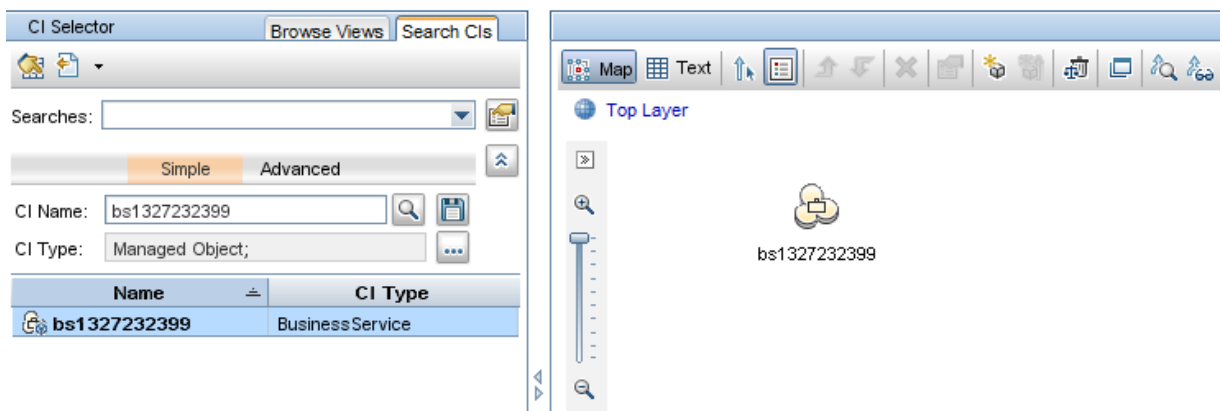 CI Selector
Browse Views
Search CIs
Searches:
Simple
Advanced
CI Name:
bs1327232399
CI Type:
Managed Object;
...
Name
CI Type
bs1327232399
BusinessService
Map
Text
Top Layer
bs1327232399